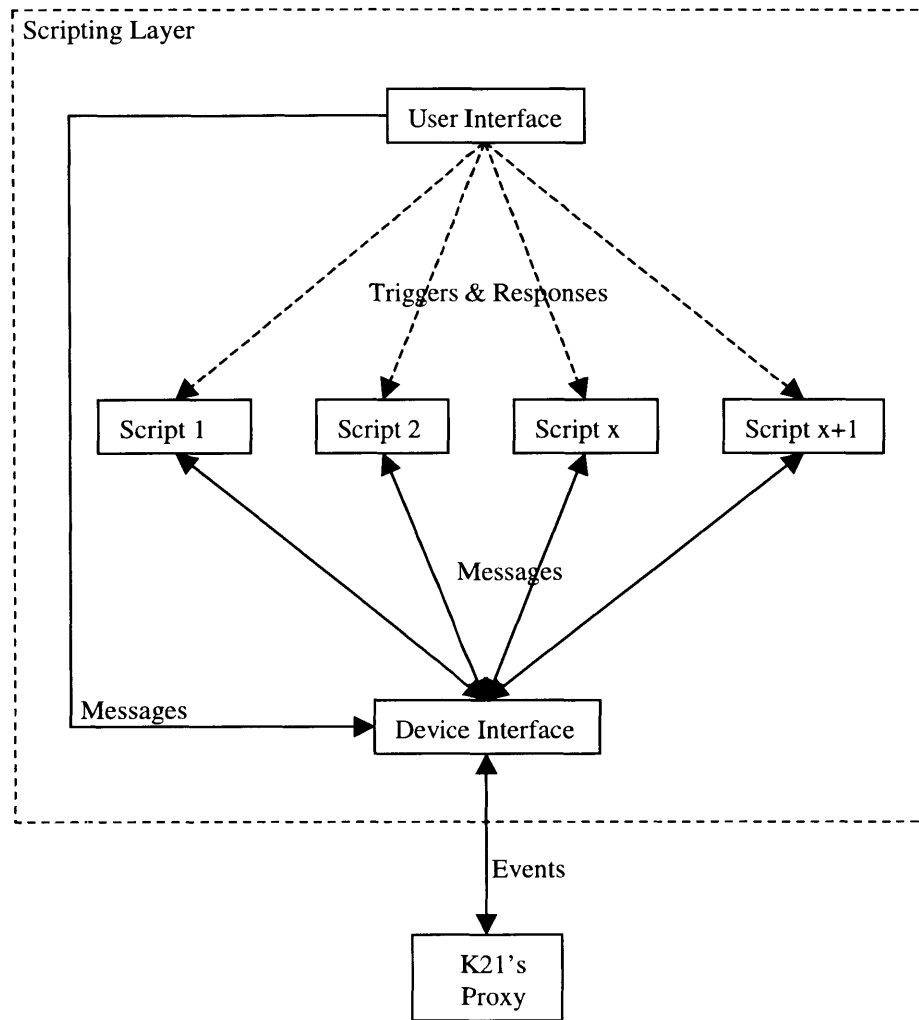 Scripting Layer
User Interface
Triggers & Responses
Script 1
Script 2
Script x
Script x+1
Messages
Messages
Device Interface
Events
K21's
Proxy